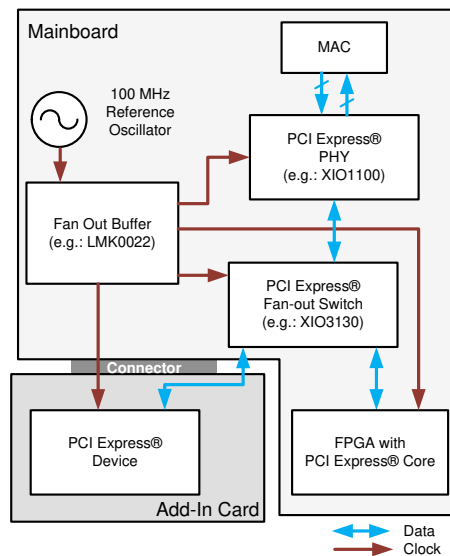 Mainboard
MAC
100 MHz
Reference
Oscillator
PCI Express®
PHY
(e.g.: XIO1100)
Fan Out Buffer
(e.g.: LMK0022)
PCI Express®
Fan-out Switch
(e.g.: XIO3130)
Connector
PCI Express®
Device
FPGA with
PCI Express® Core
Add-In Card
Data
Clock